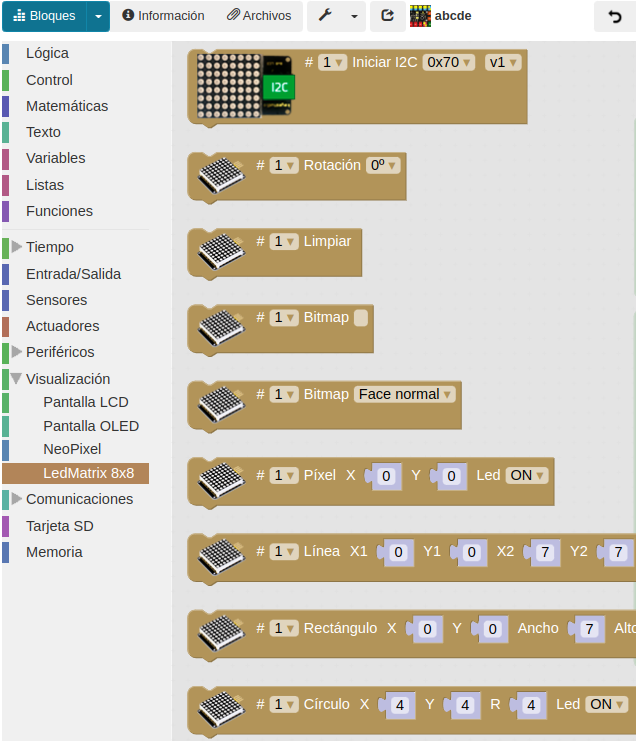 Bloques Información Archivos abcde
Lógica
Control
Matemáticas
Texto
Variables
Listas
Funciones
Tiempo
Entrada/Salida
Sensores
Actuadores
Periféricos
Visualización
Pantalla LCD
Pantalla OLED
NeoPixel
LedMatrix 8x8
Comunicaciones
Tarjeta SD
Memoria
I2C
# 1 Iniciar I2C 0x70 v1
# 1 Rotación 0º
# 1 Limpiar
# 1 Bitmap
# 1 Bitmap Face normal
# 1 Píxel X 0 Y 0 Led ON
# 1 Línea X1 0 Y1 0 X2 7 Y2 7
# 1 Rectángulo X 0 Y 0 Ancho 7 Alto
# 1 Círculo X 4 Y 4 R 4 Led ON